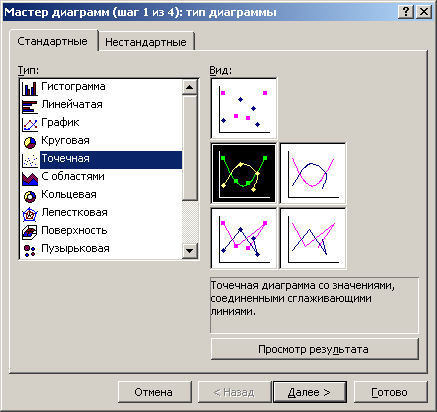 Мастер диаграмм (шаг 1 из 4): тип диаграммы
Стандартные
Нестандартные
Тип:
Гистограмма
Линейчатая
График
Круговая
Точечная
С областями
Кольцевая
Лепестковая
Поверхность
Пузырьковая
Вид:
Точечная диаграмма со значениями,
соединенными сглаживающими
линиями.
Просмотр результата
Отмена
< Назад
Далее >
Готово